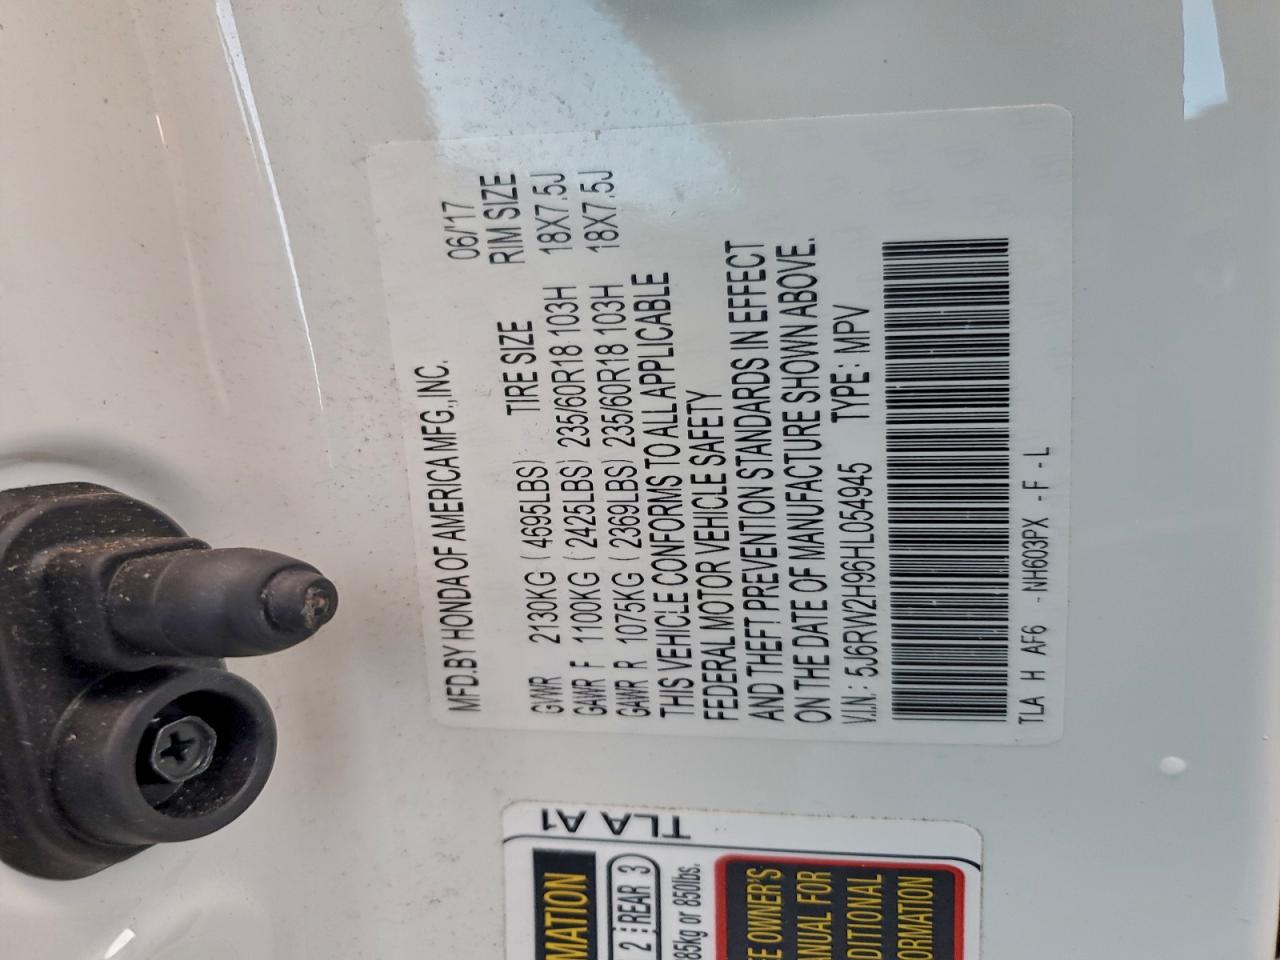 MFD.BY HONDA OF AMERICA MFG.,INC. 06/'17
TIRE SIZE RIM SIZE
GVWR 2130KG ( 4695LBS)
GAWR F 1100KG ( 2425LBS) 235/60R18 103H 18X7.5J
GAWR R 1075KG ( 2369LBS) 235/60R18 103H 18X7.5J
THIS VEHICLE CONFORMS TO ALL APPLICABLE
FEDERAL MOTOR VEHICLE SAFETY
AND THEFT PREVENTION STANDARDS IN EFFECT
ON THE DATE OF MANUFACTURE SHOWN ABOVE.
V.I.N.: 5J6RW2H96HL054945 TYPE: MPV
TLA H AF6 -NH603PX -F -L
TLA A1
MATION
2 REAR 3
85kg or 850lbs.
E OWNER'S
ANUAL FOR
DDITIONAL
ORMATION